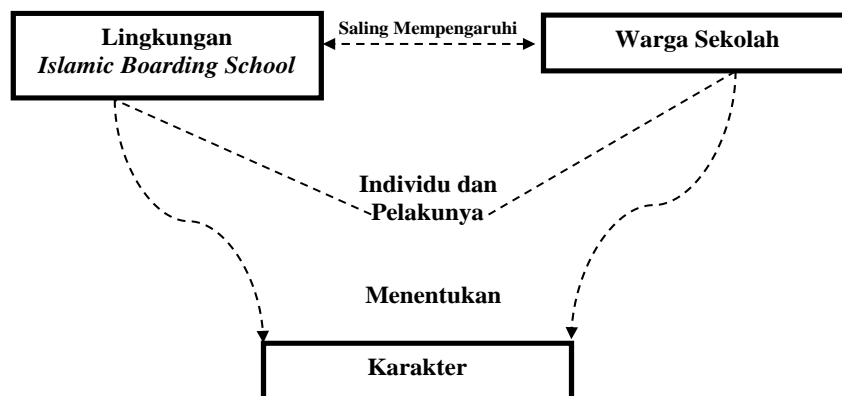 Lingkungan
Islamic Boarding School
Saling Mempengaruhi
Warga Sekolah
Individu dan
Pelakunya
Menentukan
Karakter